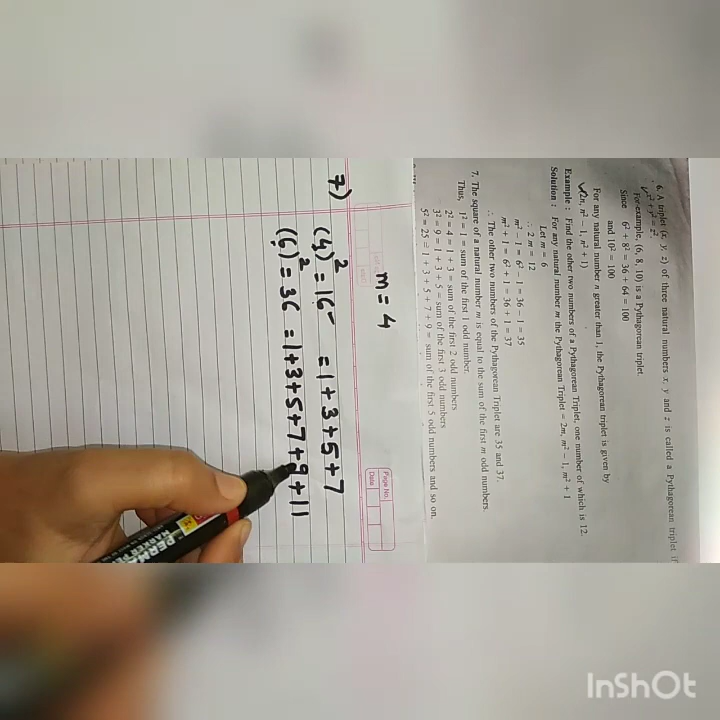 6. A triplet (x, y, z) of three natural numbers x, y and z is called a Pythagorean triplet if
x² + y² = z².
For example, (6, 8, 10) is a Pythagorean triplet.
Since 6² + 8² = 36 + 64 = 100
and 10² = 100
For any natural number n greater than 1, the Pythagorean triplet is given by
(2n, n² − 1, n² + 1)
Example : Find the other two numbers of a Pythagorean Triplet, one number of which is 12.
Solution : For any natural number m the Pythagorean Triplet = 2m, m² − 1, m² + 1
Let m = 6
∴ 2 m = 12
m² − 1 = 6² − 1 = 36 − 1 = 35
m² + 1 = 6² + 1 = 36 + 1 = 37
∴ The other two numbers of the Pythagorean Triplet are 35 and 37.
7. The square of a natural number m is equal to the sum of the first m odd numbers.
Thus, 1² = 1 = sum of the first 1 odd number.
2² = 4 = 1 + 3 = sum of the first 2 odd numbers
3² = 9 = 1 + 3 + 5 = sum of the first 3 odd numbers
5² = 25 = 1 + 3 + 5 + 7 + 9 = sum of the first 5 odd numbers and so on.
Page No.
Date
m = 4
7) (4)² = 16 = 1 + 3 + 5 + 7
(6)² = 36 = 1+3+5+7+9+11
PERMA
MARKER PE
InShOt